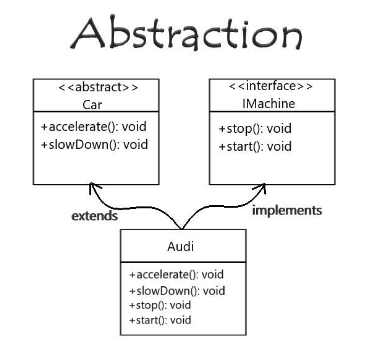 Abstraction
<<abstract>>
Car
+accelerate(): void
+slowDown(): void
<<interface>>
IMachine
+stop(): void
+start(): void
extends
implements
Audi
+accelerate(): void
+slowDown(): void
+stop(): void
+start(): void